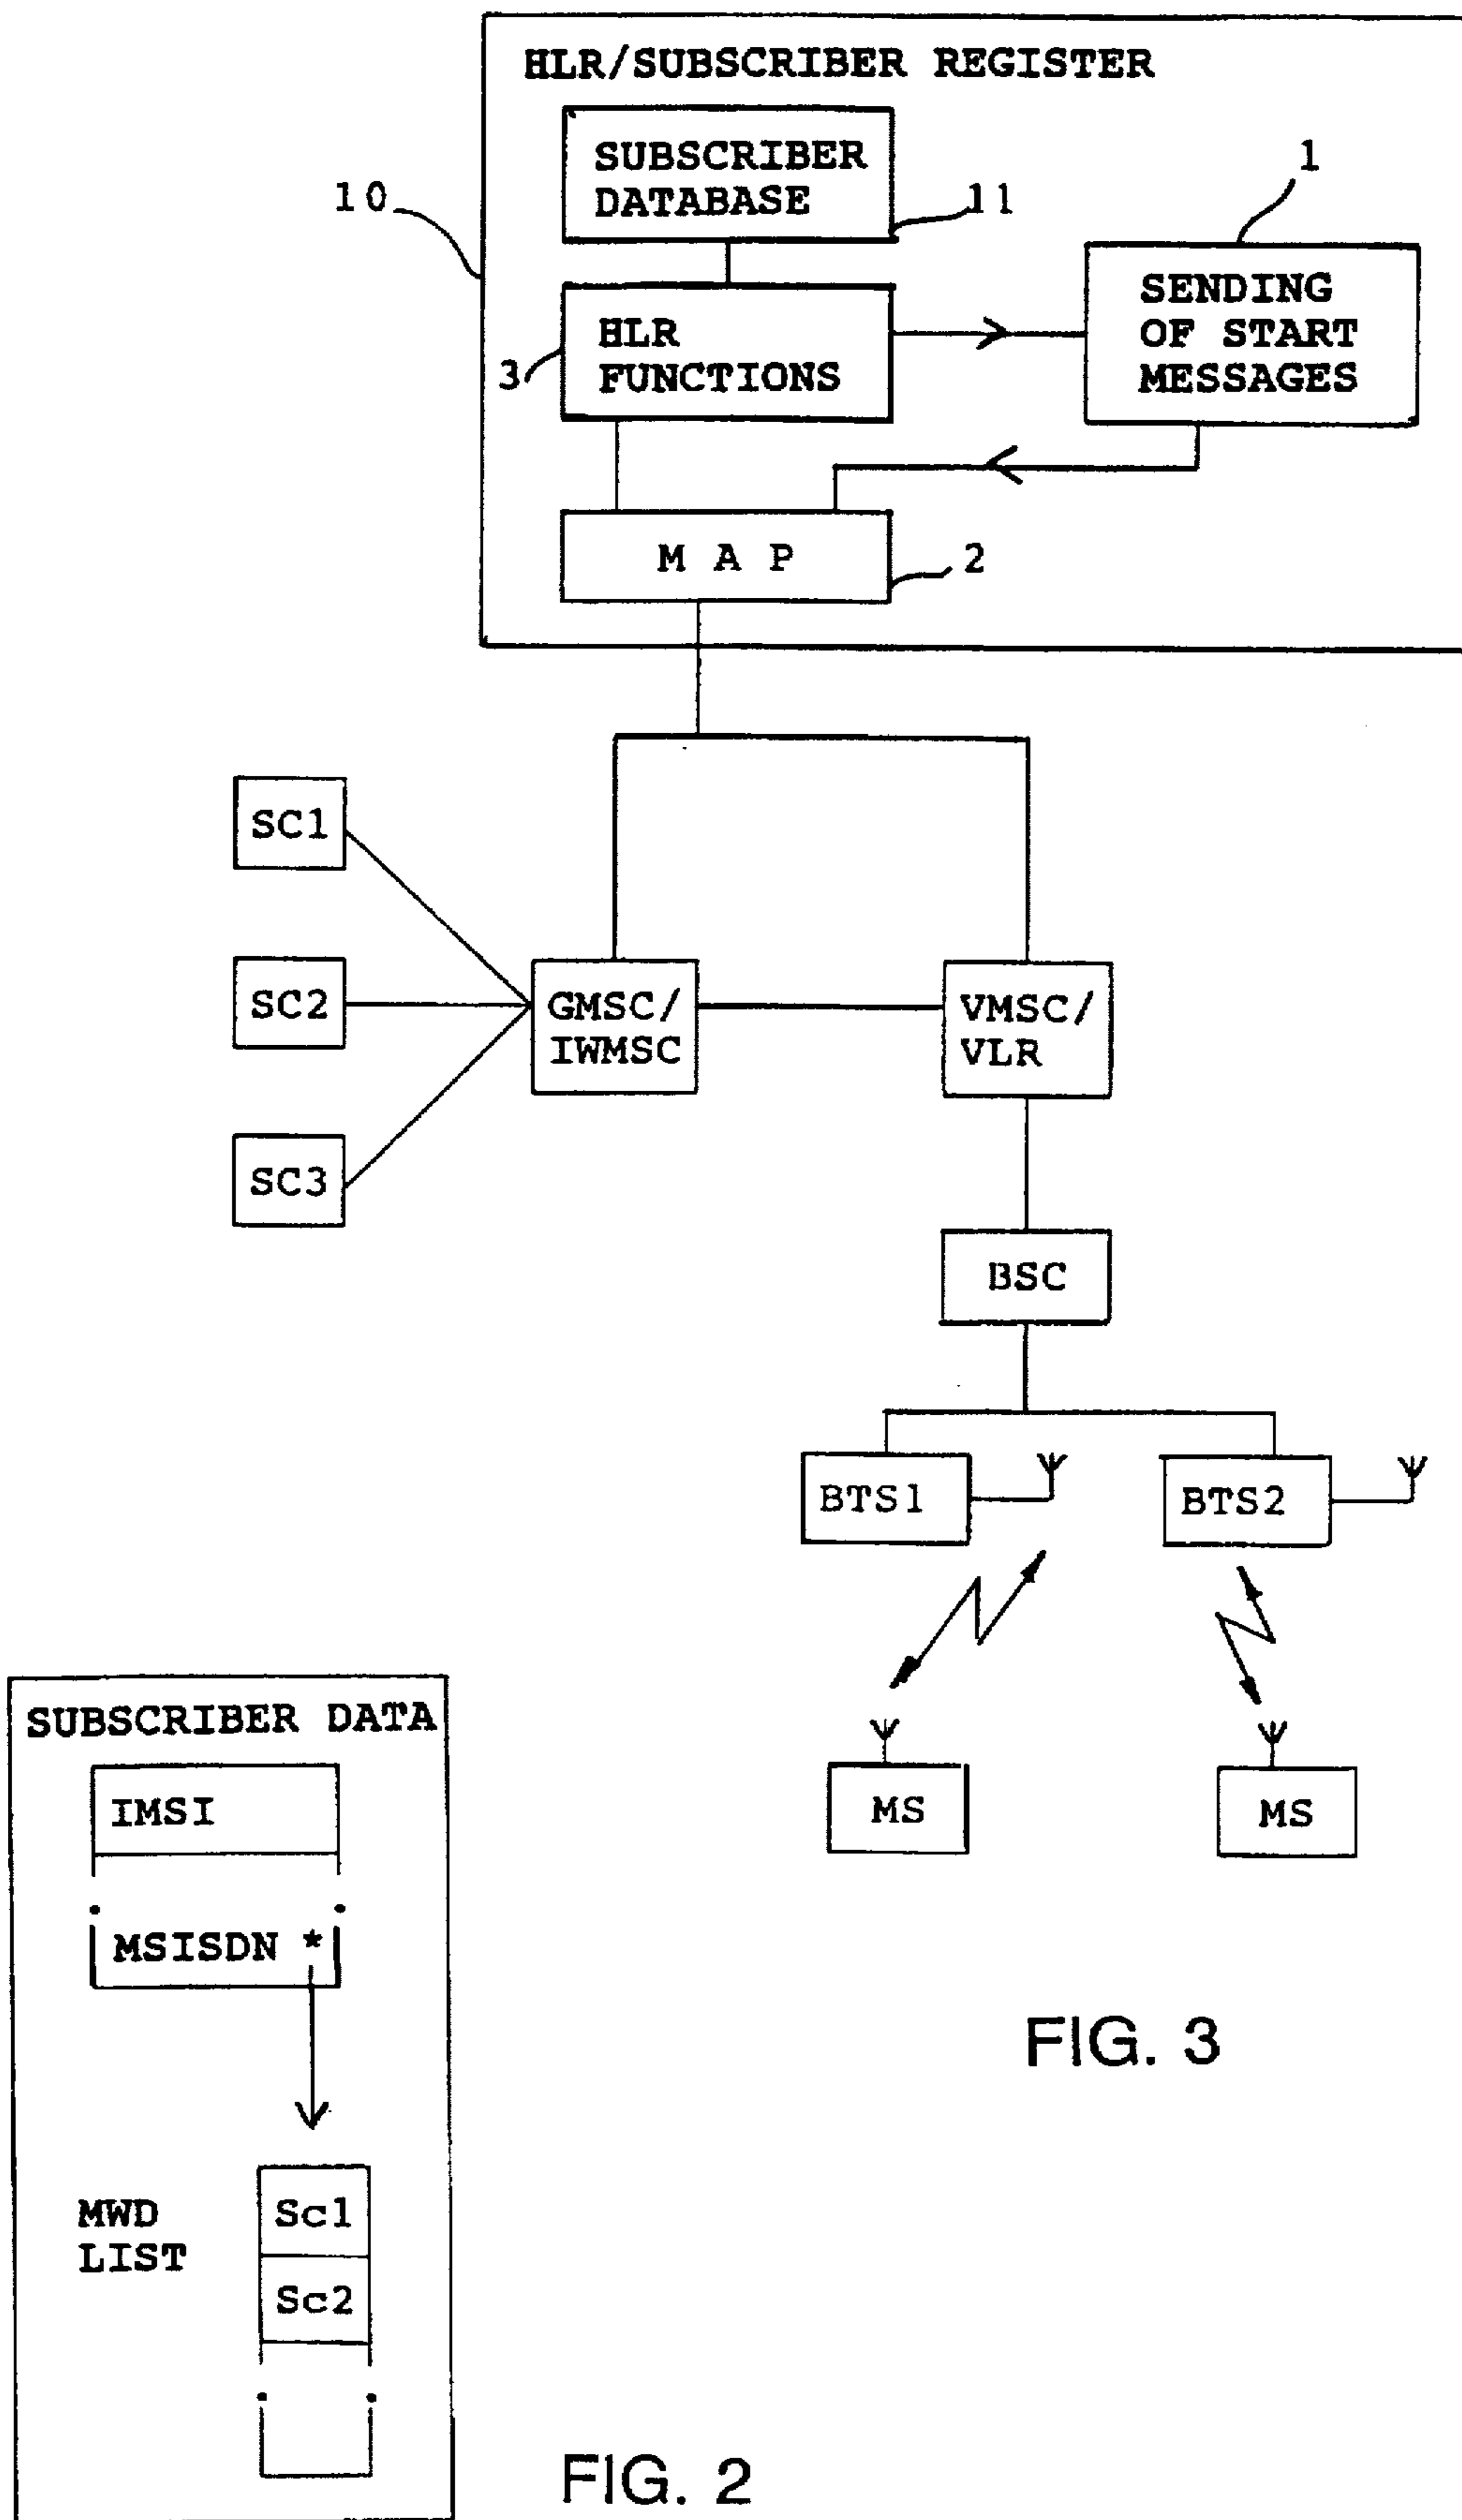 HLR/SUBSCRIBER REGISTER
SUBSCRIBER
DATABASE
1
10
11
SENDING
OF START
MESSAGES
HLR
FUNCTIONS
3
M A P
2
SC1
SC2
SC3
GMSC/
IWMSC
VMSC/
VLR
BSC
BTS1
BTS2
MS
MS
FIG. 3
SUBSCRIBER DATA
IMSI
MSISDN *
MWD
LIST
Sc1
Sc2
FIG. 2